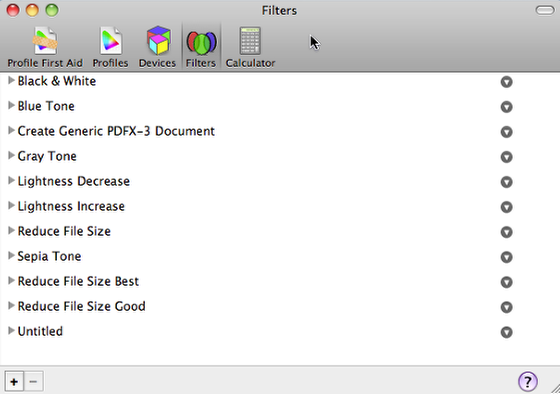 Filters
Profile First Aid Profiles Devices Filters Calculator
Black & White
Blue Tone
Create Generic PDFX-3 Document
Gray Tone
Lightness Decrease
Lightness Increase
Reduce File Size
Sepia Tone
Reduce File Size Best
Reduce File Size Good
Untitled
+ − ?